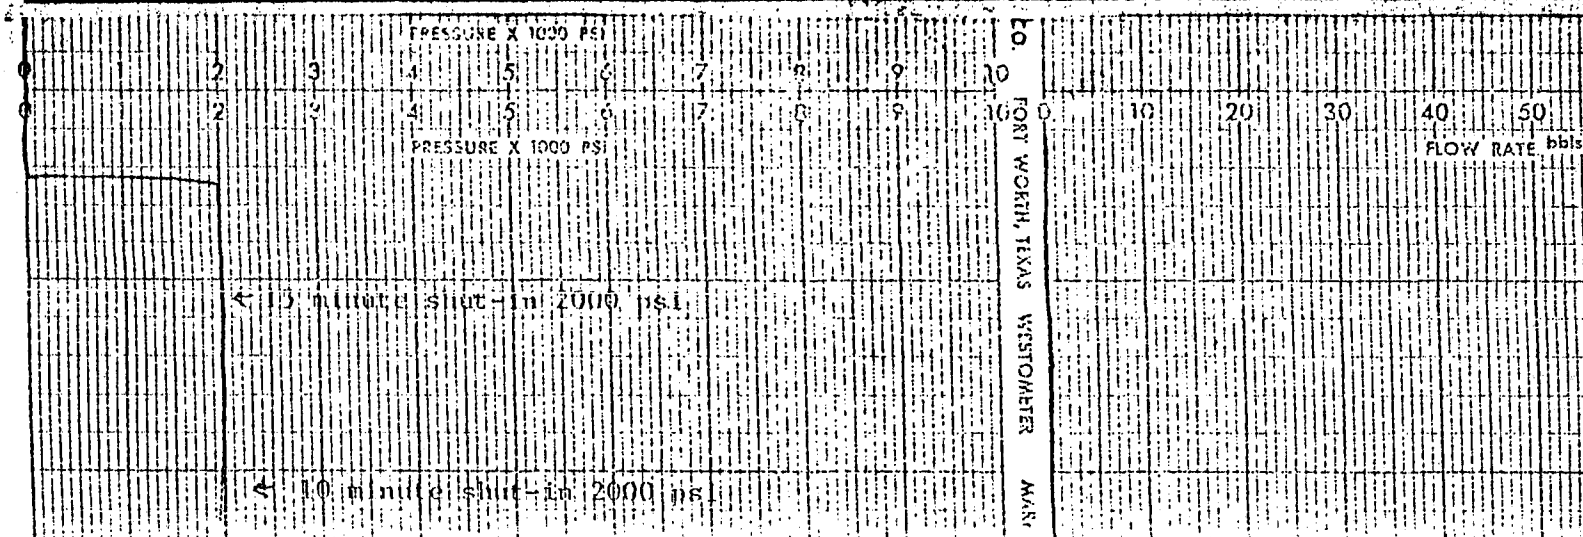 PRESSURE X 1000 PSI
0 1 2 3 4 5 6 7 8 9 10
0 2 3 4 5 6 7 8 9 10 0 10 20 30 40 50
PRESSURE X 1000 PSI
FLOW RATE bbls
← 15 minute shut-in 2000 psi
← 10 minute shut-in 2000 psi
CO. FORT WORTH, TEXAS WESTOMETER